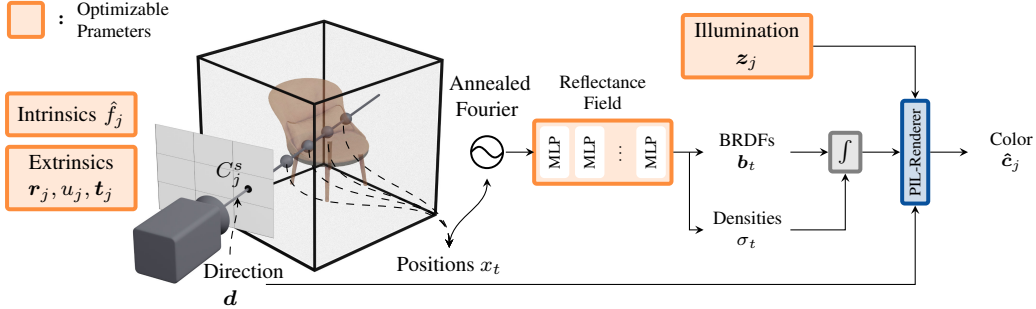 : Optimizable
Prameters
Intrinsics f̂_j
Extrinsics
r_j, u_j, t_j
C_j^s
Direction
d
Positions x_t
Annealed
Fourier
Reflectance
Field
MLP MLP ⋮ MLP
Illumination
z_j
BRDFs
b_t
Densities
σ_t
∫
PIL-Renderer
Color
ĉ_j